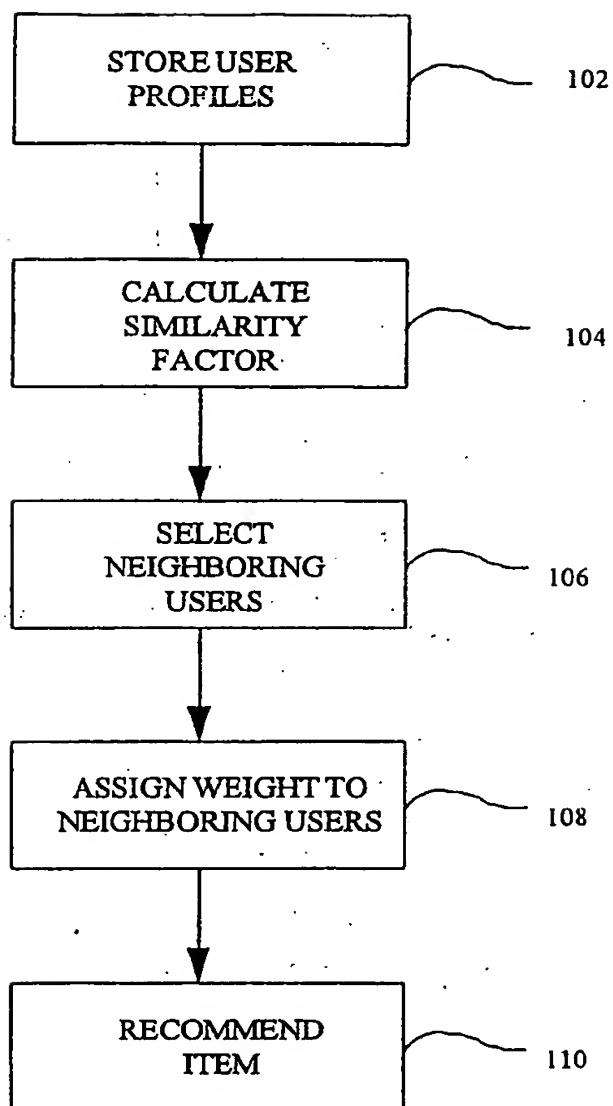 STORE USER
PROFILES
102
CALCULATE
SIMILARITY
FACTOR
104
SELECT
NEIGHBORING
USERS
106
ASSIGN WEIGHT TO
NEIGHBORING USERS
108
RECOMMEND
ITEM
110